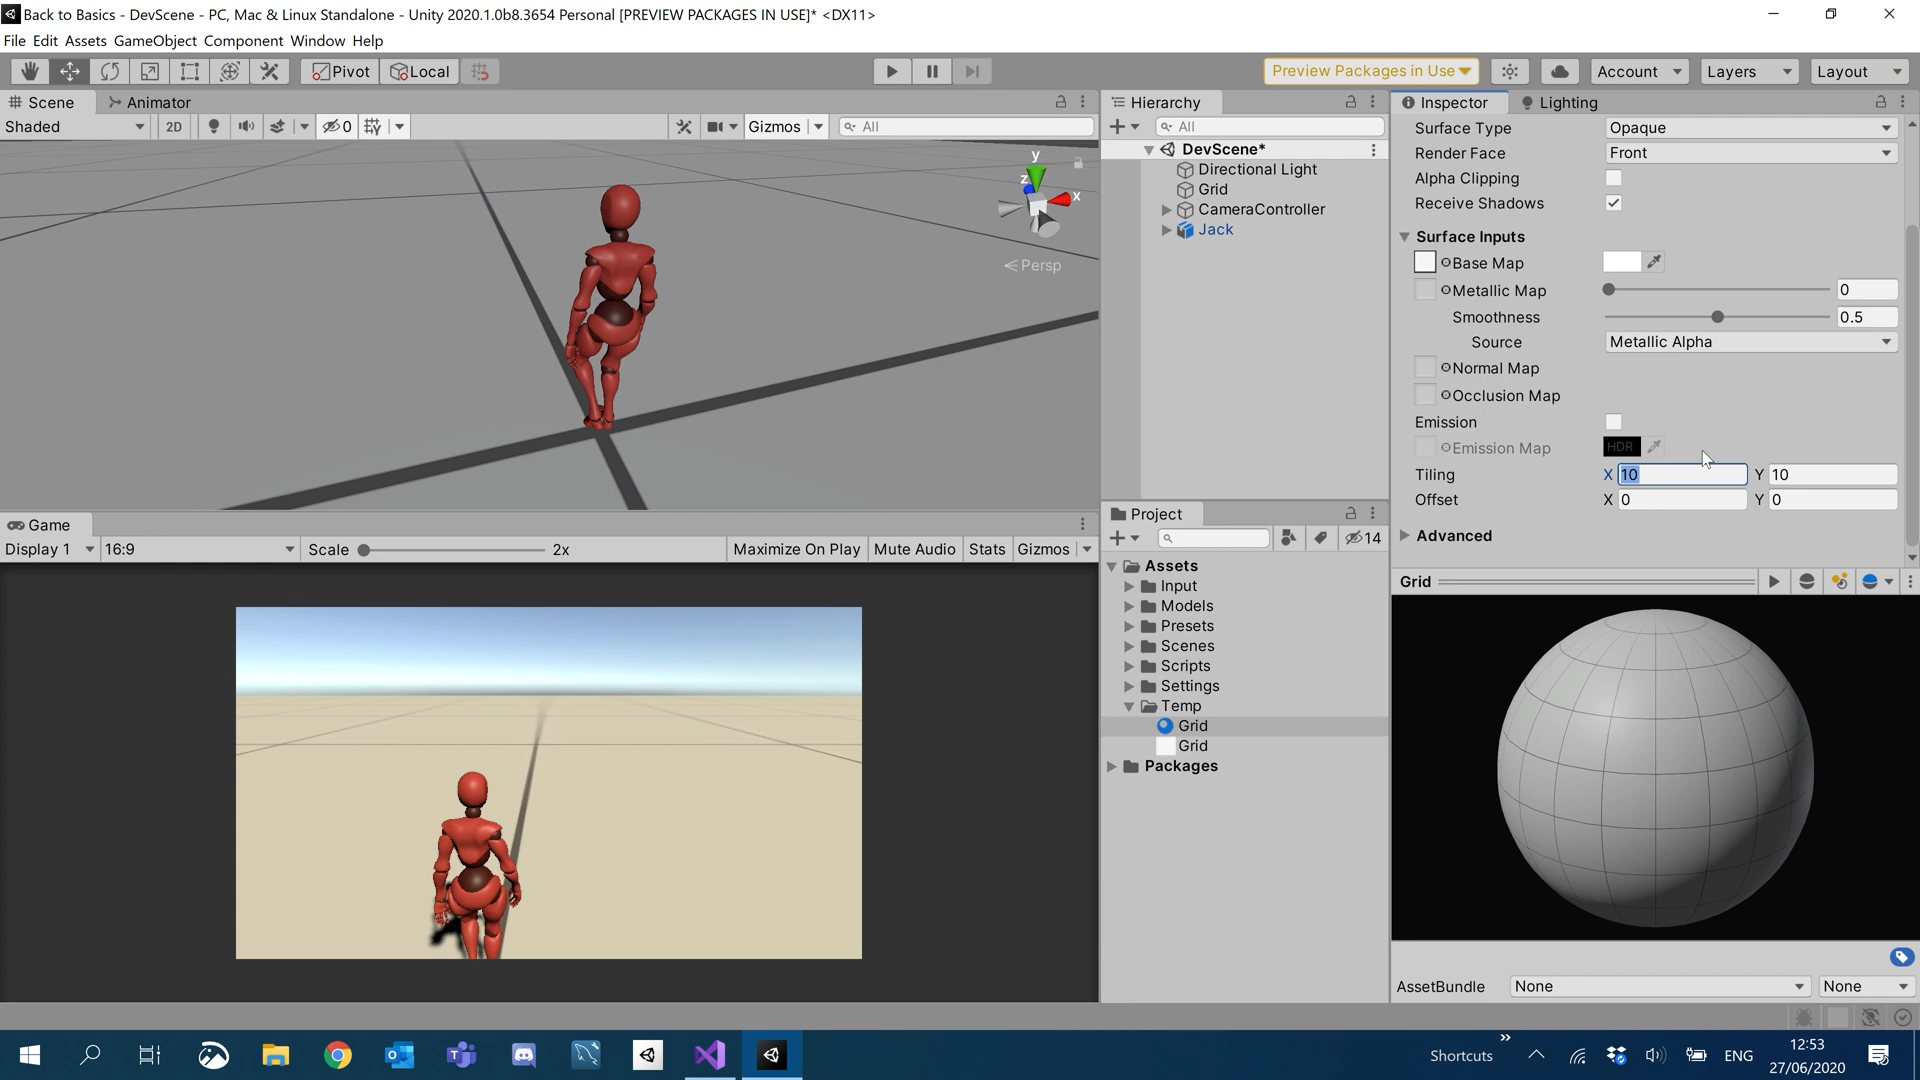 Back to Basics - DevScene - PC, Mac & Linux Standalone - Unity 2020.1.0b8.3654 Personal [PREVIEW PACKAGES IN USE]* <DX11>
File Edit Assets GameObject Component Window Help
Pivot Local Preview Packages in Use Account Layers Layout
Scene Animator
Shaded 2D 0 Gizmos All
y
z
x
Persp
Game
Display 1 16:9 Scale 2x Maximize On Play Mute Audio Stats Gizmos
Hierarchy
All
DevScene*
Directional Light
Grid
CameraController
Jack
Project
14
Assets
Input
Models
Presets
Scenes
Scripts
Settings
Temp
Grid
Grid
Packages
Inspector Lighting
Surface Type Opaque
Render Face Front
Alpha Clipping
Receive Shadows
Surface Inputs
Base Map
Metallic Map 0
Smoothness 0.5
Source Metallic Alpha
Normal Map
Occlusion Map
Emission
Emission Map HDR
Tiling X 10 Y 10
Offset X 0 Y 0
Advanced
Grid
AssetBundle None None
Shortcuts ENG 12:53
27/06/2020